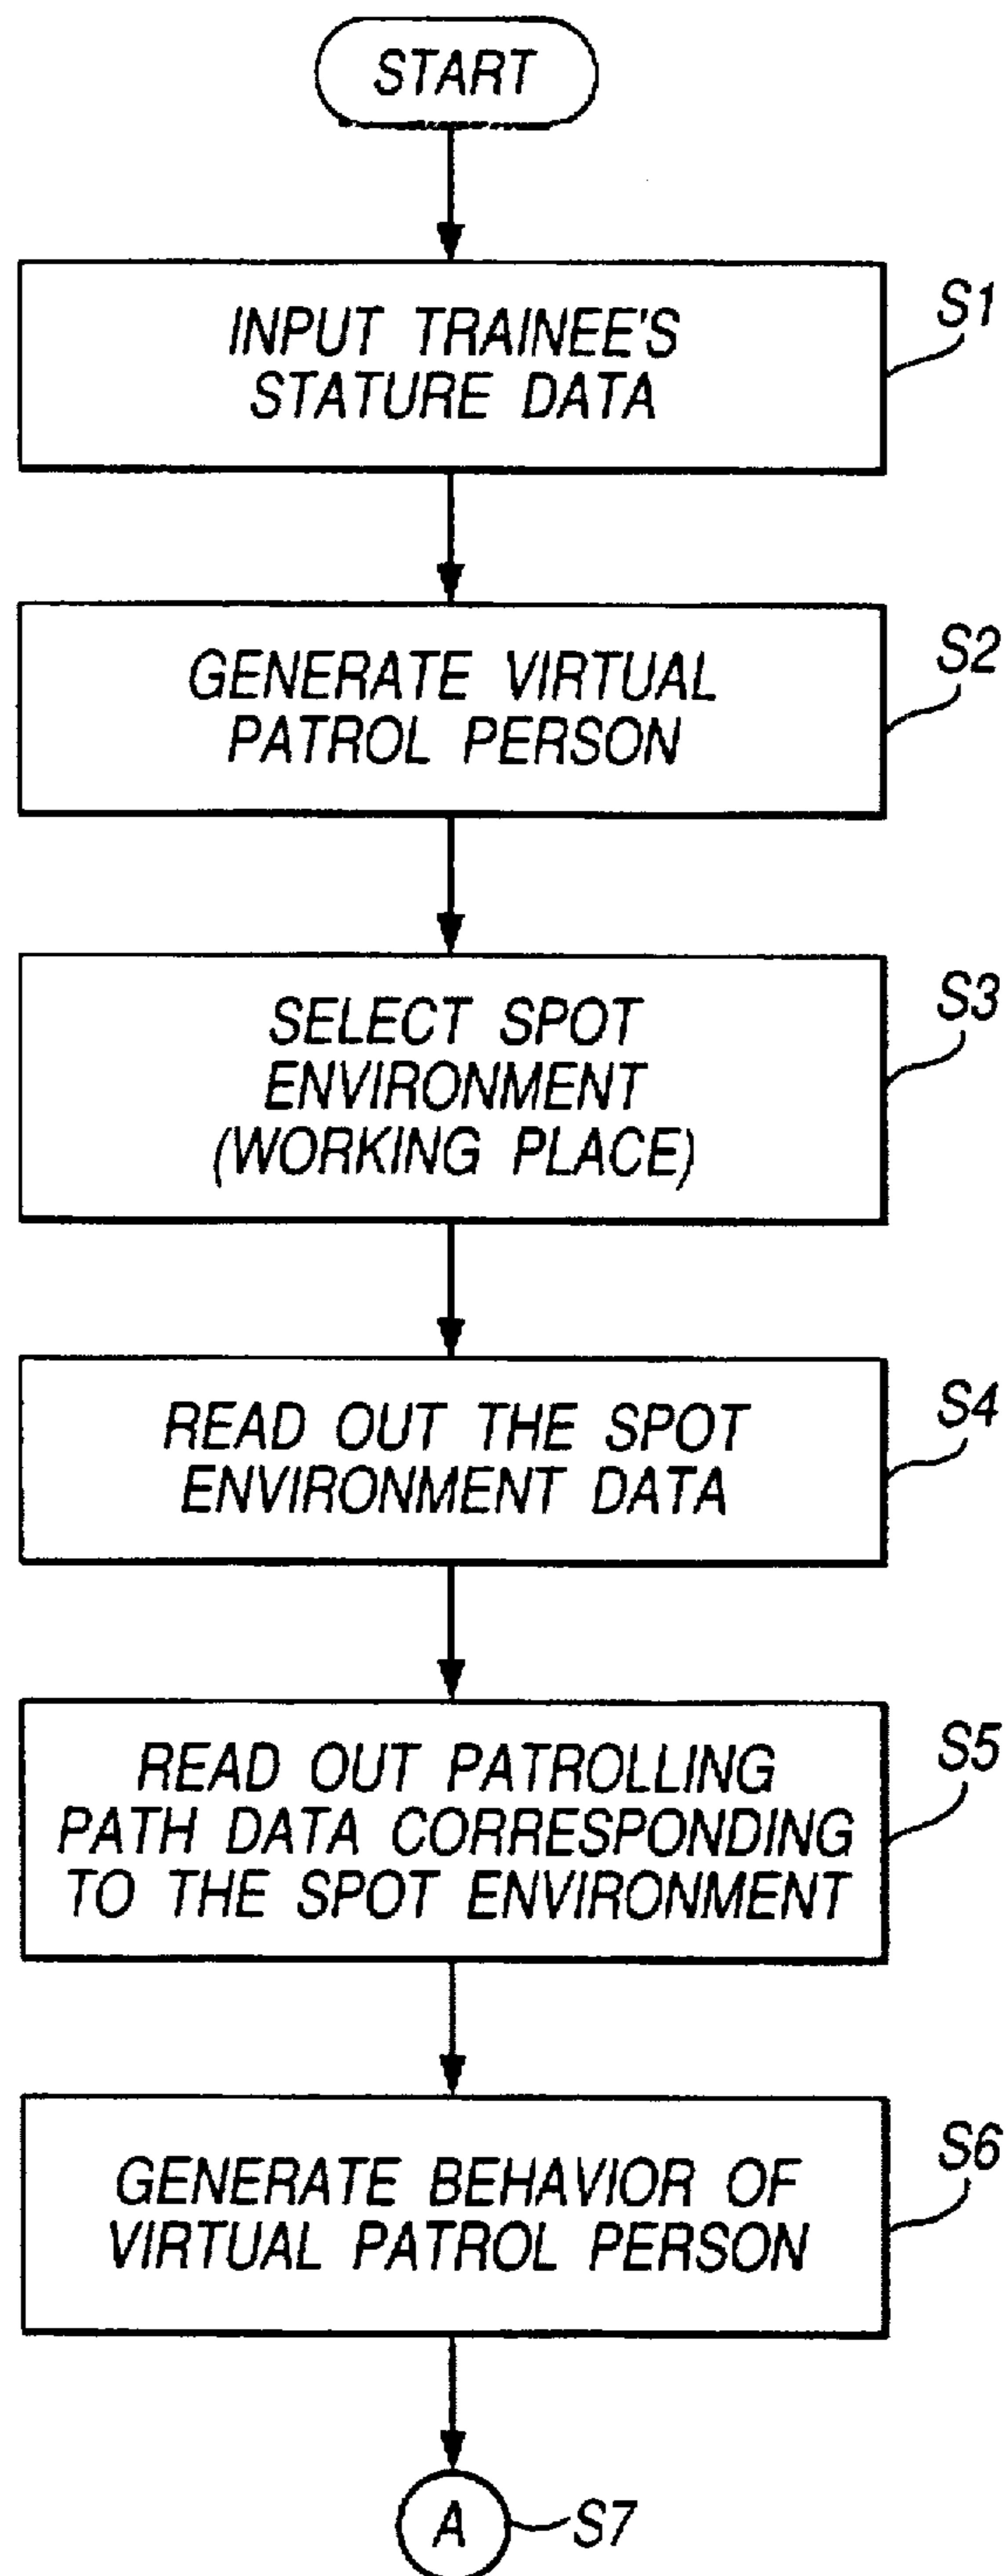 START
INPUT TRAINEE'S
STATURE DATA
S1
GENERATE VIRTUAL
PATROL PERSON
S2
SELECT SPOT
ENVIRONMENT
(WORKING PLACE)
S3
READ OUT THE SPOT
ENVIRONMENT DATA
S4
READ OUT PATROLLING
PATH DATA CORRESPONDING
TO THE SPOT ENVIRONMENT
S5
GENERATE BEHAVIOR OF
VIRTUAL PATROL PERSON
S6
A
S7